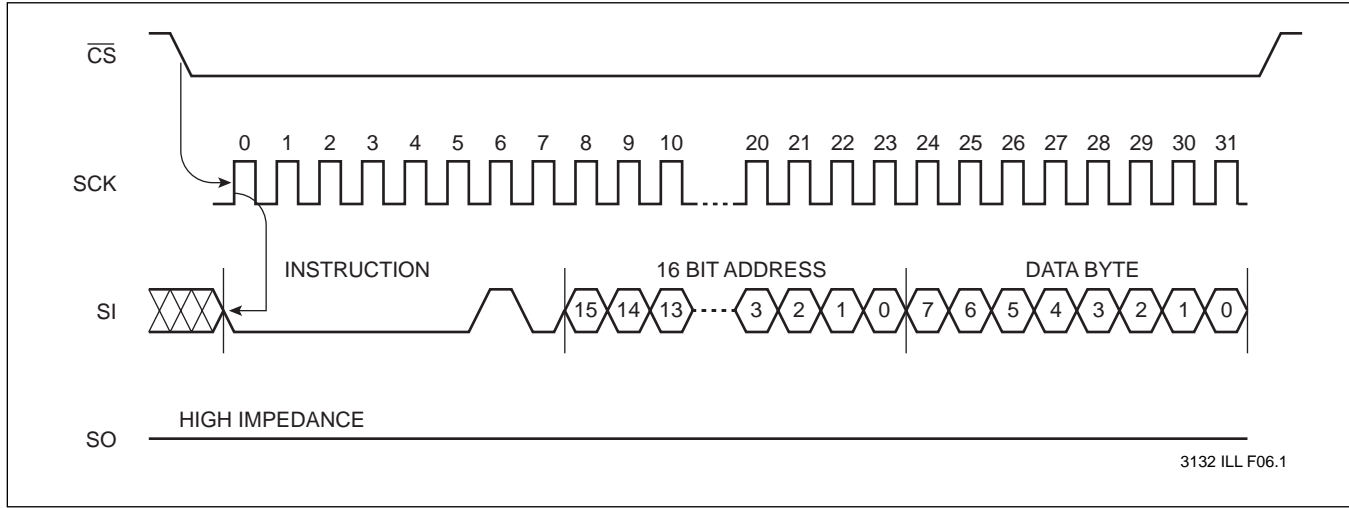 CS
0 1 2 3 4 5 6 7 8 9 10 20 21 22 23 24 25 26 27 28 29 30 31
SCK
INSTRUCTION 16 BIT ADDRESS DATA BYTE
SI 15 14 13 3 2 1 0 7 6 5 4 3 2 1 0
HIGH IMPEDANCE
SO
3132 ILL F06.1